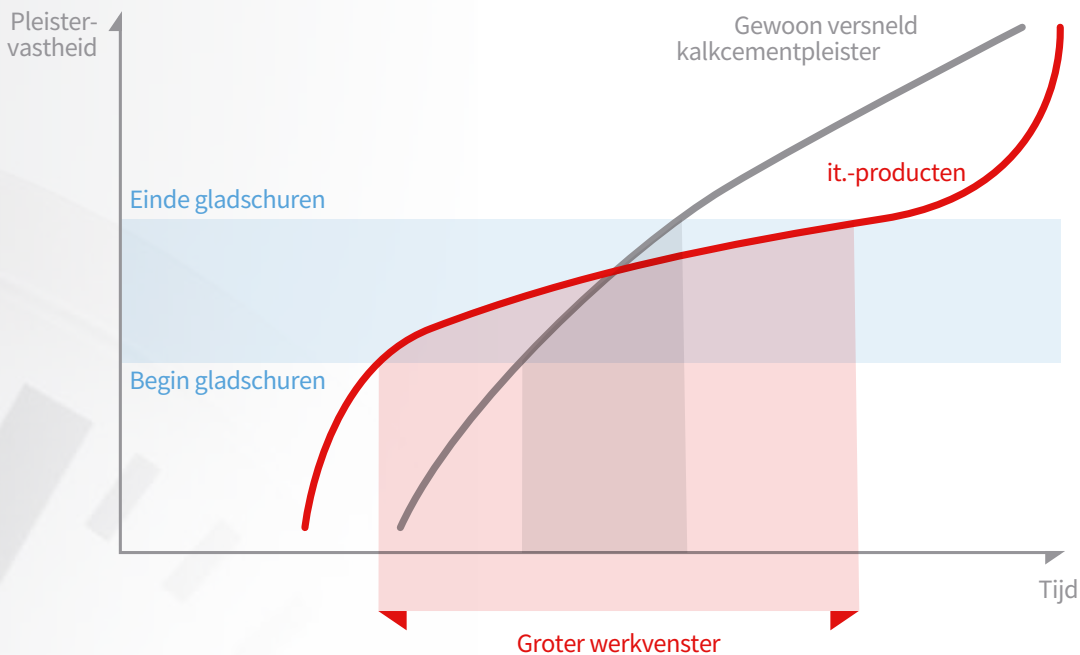 Pleister-
vastheid
Gewoon versneld
kalkcementpleister
it.-producten
Einde gladschuren
Begin gladschuren
Tijd
Groter werkvenster